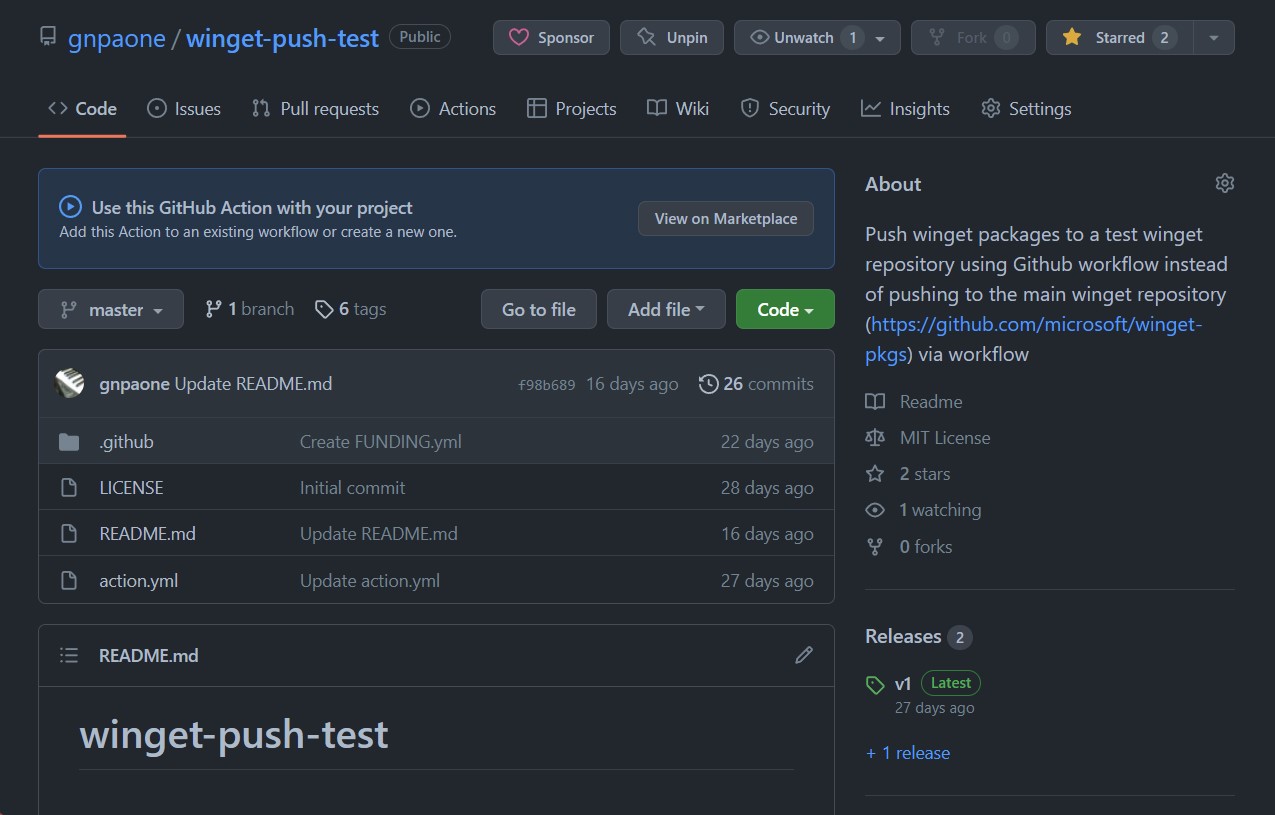 gnpaone / winget-push-test Public Sponsor Unpin Unwatch 1 Fork 0 Starred 2
Code Issues Pull requests Actions Projects Wiki Security Insights Settings
Use this GitHub Action with your project
Add this Action to an existing workflow or create a new one.
View on Marketplace
master 1 branch 6 tags Go to file Add file Code
gnpaone Update README.md f98b689 16 days ago 26 commits
.github Create FUNDING.yml 22 days ago
LICENSE Initial commit 28 days ago
README.md Update README.md 16 days ago
action.yml Update action.yml 27 days ago
README.md
winget-push-test
About
Push winget packages to a test winget
repository using Github workflow instead
of pushing to the main winget repository
(https://github.com/microsoft/winget-
pkgs) via workflow
Readme
MIT License
2 stars
1 watching
0 forks
Releases 2
v1 Latest
27 days ago
+ 1 release